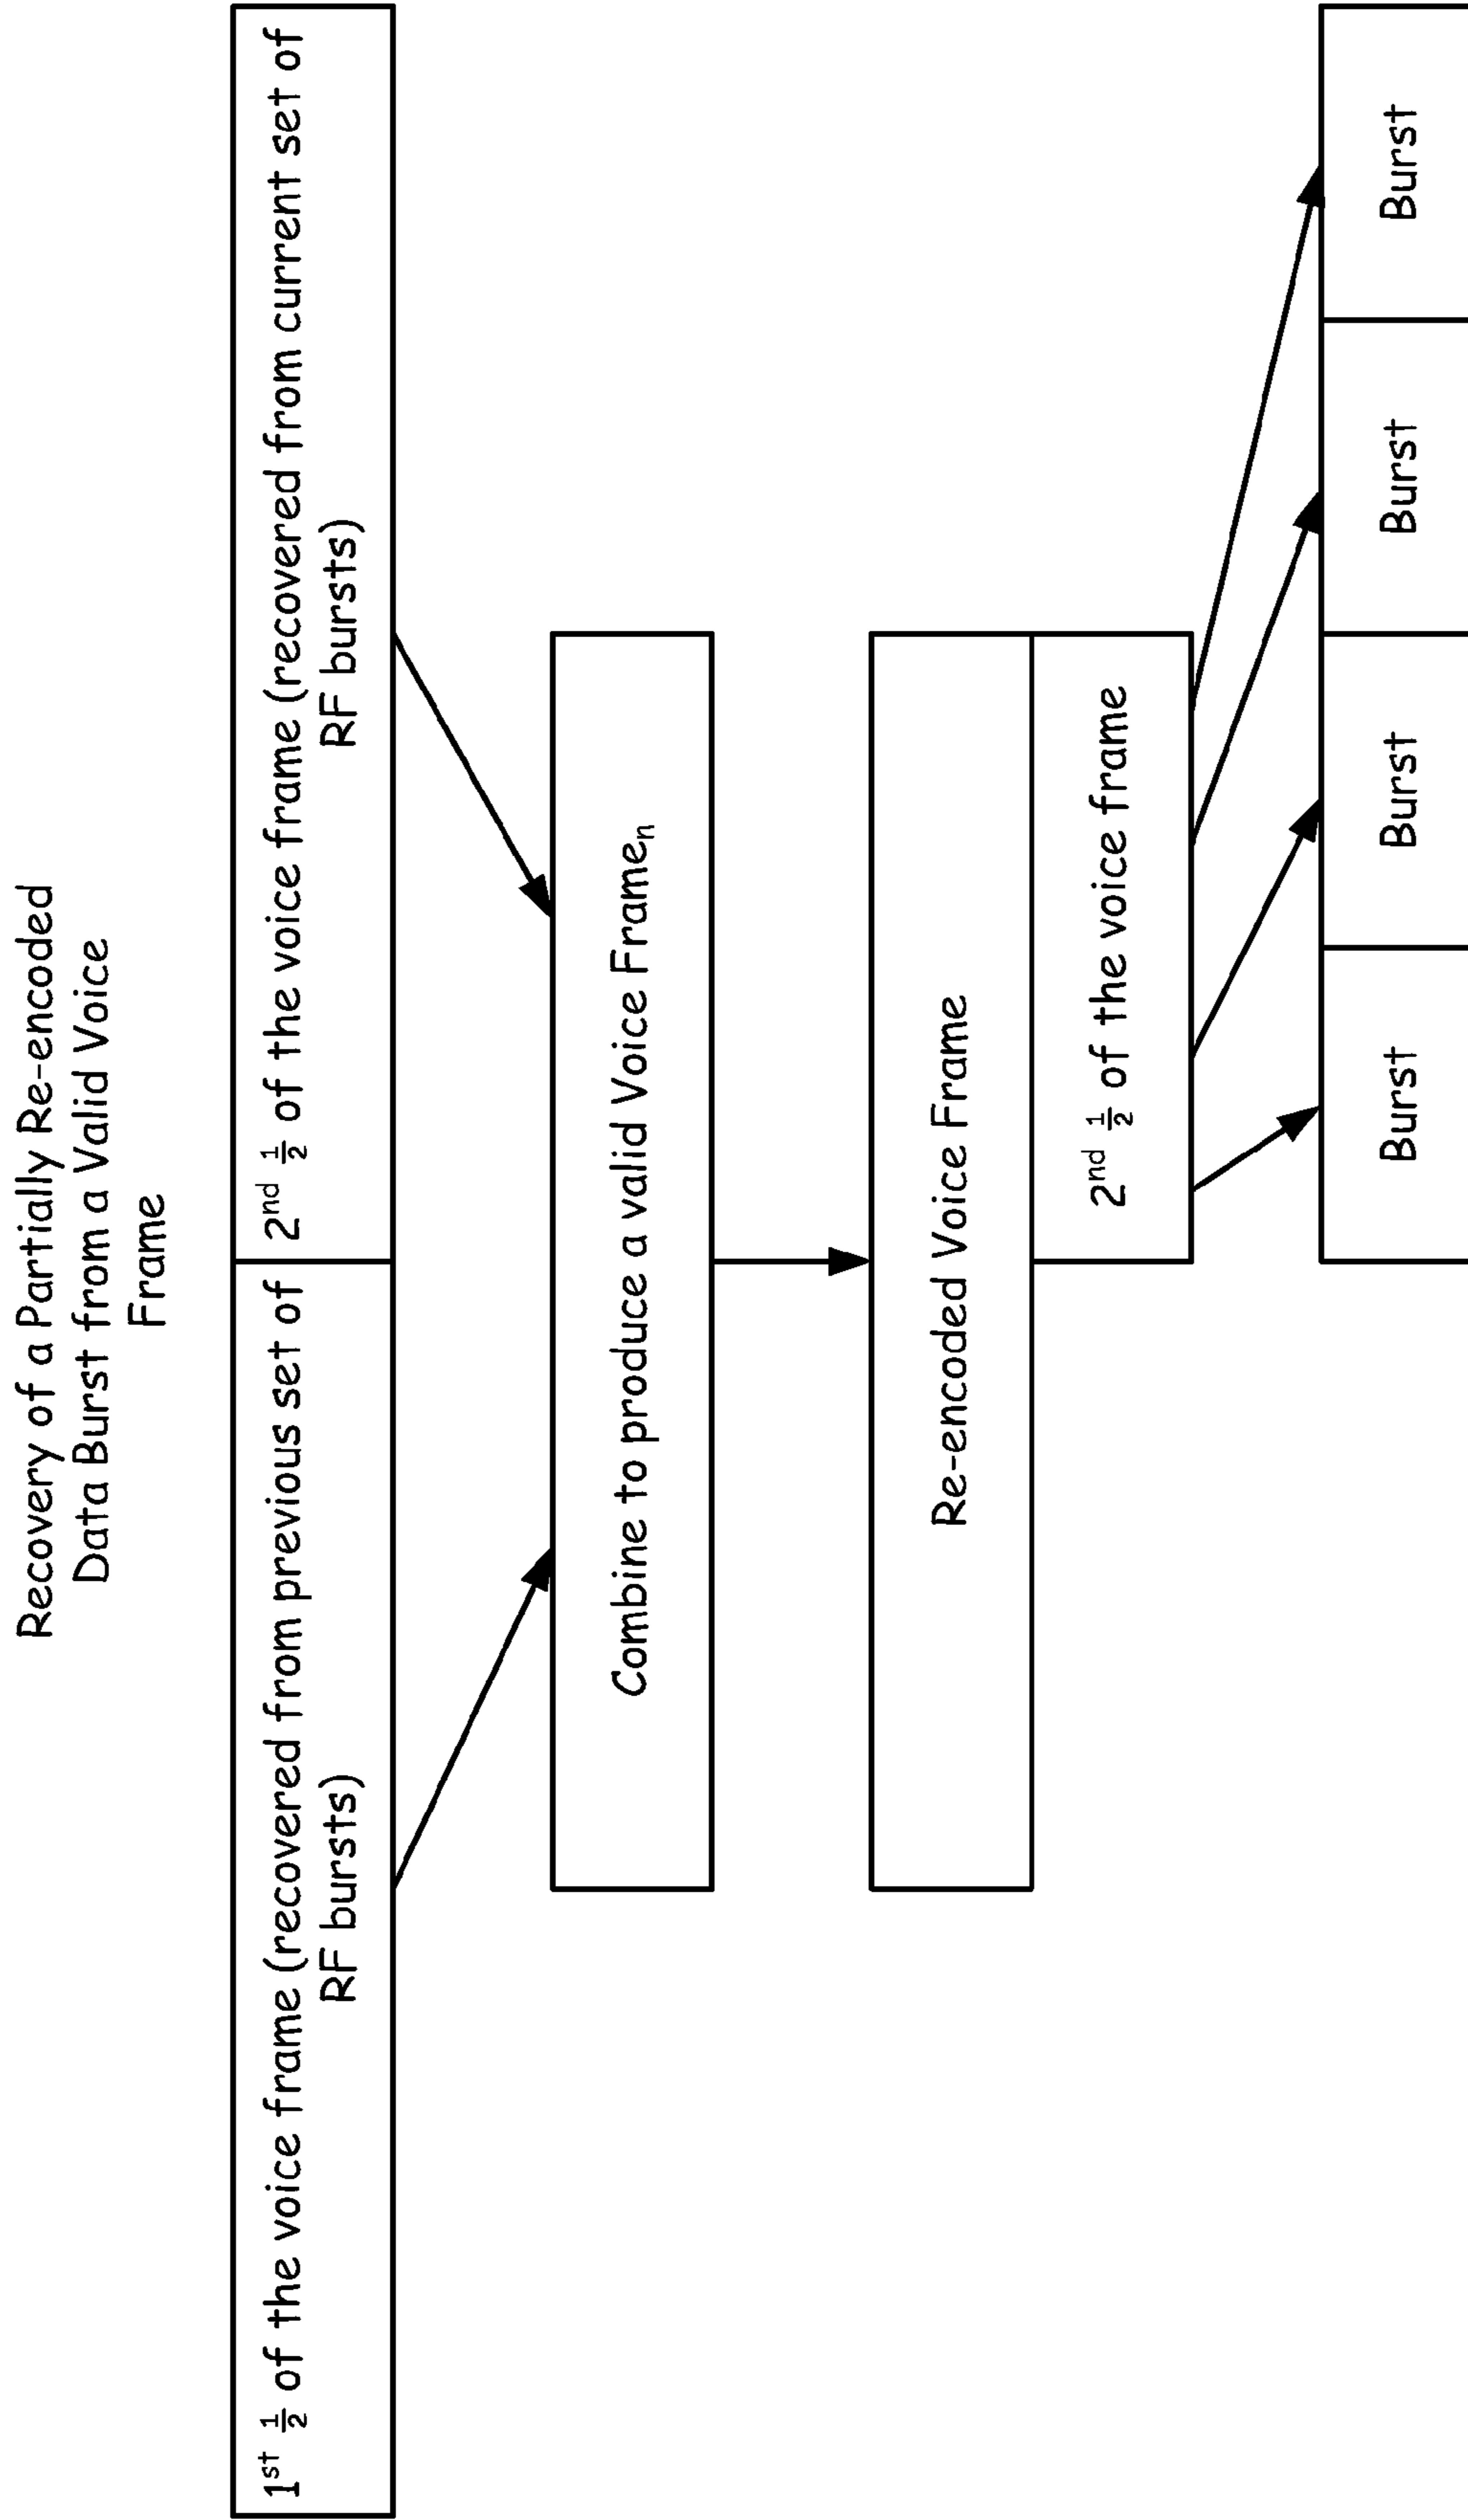 Recovery of a Partially Re-encoded
Data Burst from a Valid Voice
Frame
1st 1/2 of the voice frame (recovered from previous set of
RF bursts)
2nd 1/2 of the voice frame (recovered from current set of
RF bursts)
Combine to produce a valid Voice Framen
Re-encoded Voice Frame
2nd 1/2 of the voice frame
Burst
Burst
Burst
Burst